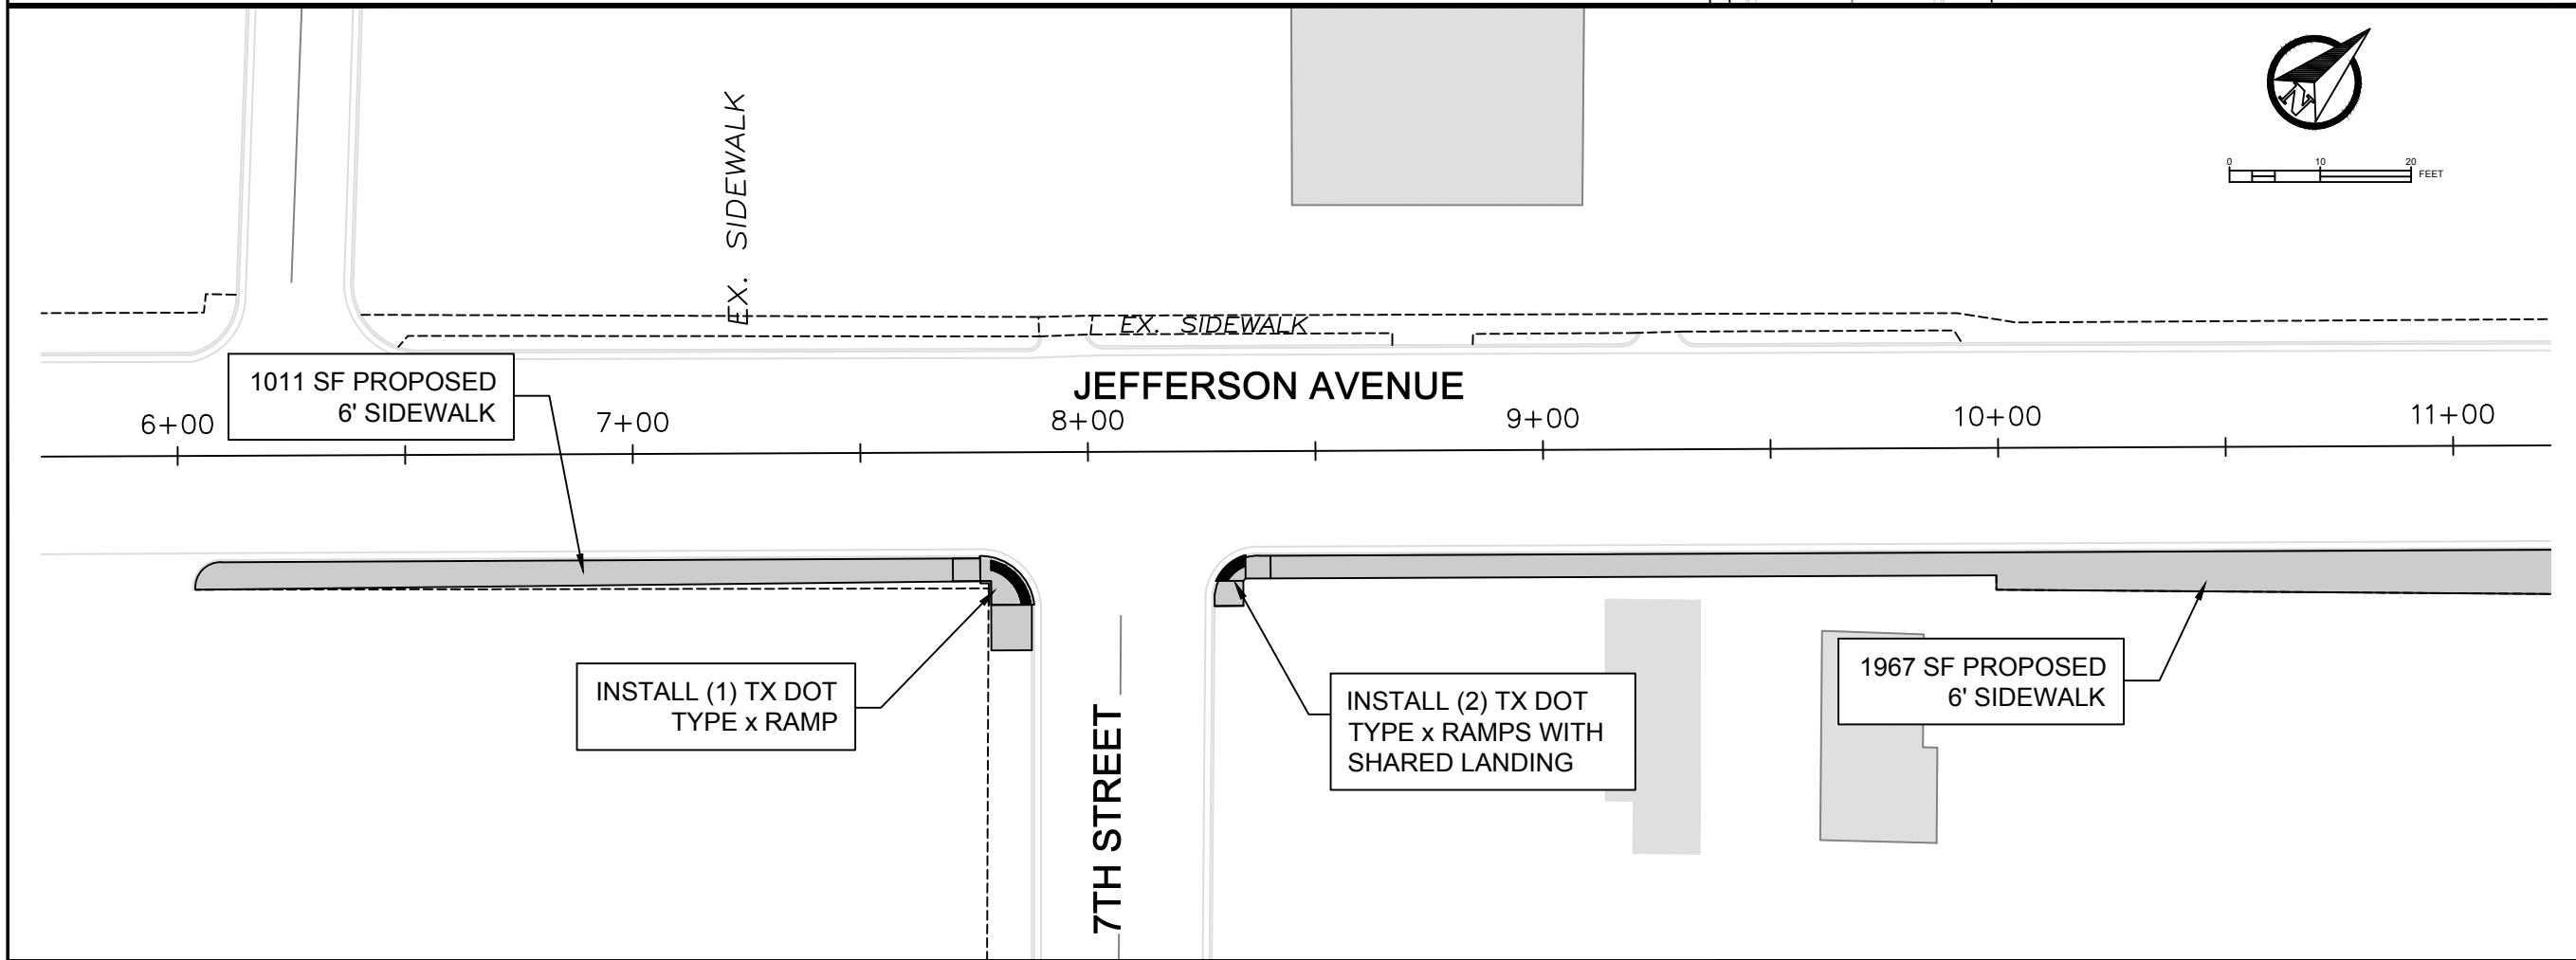 N
0 10 20
FEET
EX. SIDEWALK
EX. SIDEWALK
1011 SF PROPOSED
6' SIDEWALK
JEFFERSON AVENUE
6+00
7+00
8+00
9+00
10+00
11+00
INSTALL (1) TX DOT
TYPE x RAMP
INSTALL (2) TX DOT
TYPE x RAMPS WITH
SHARED LANDING
1967 SF PROPOSED
6' SIDEWALK
7TH STREET